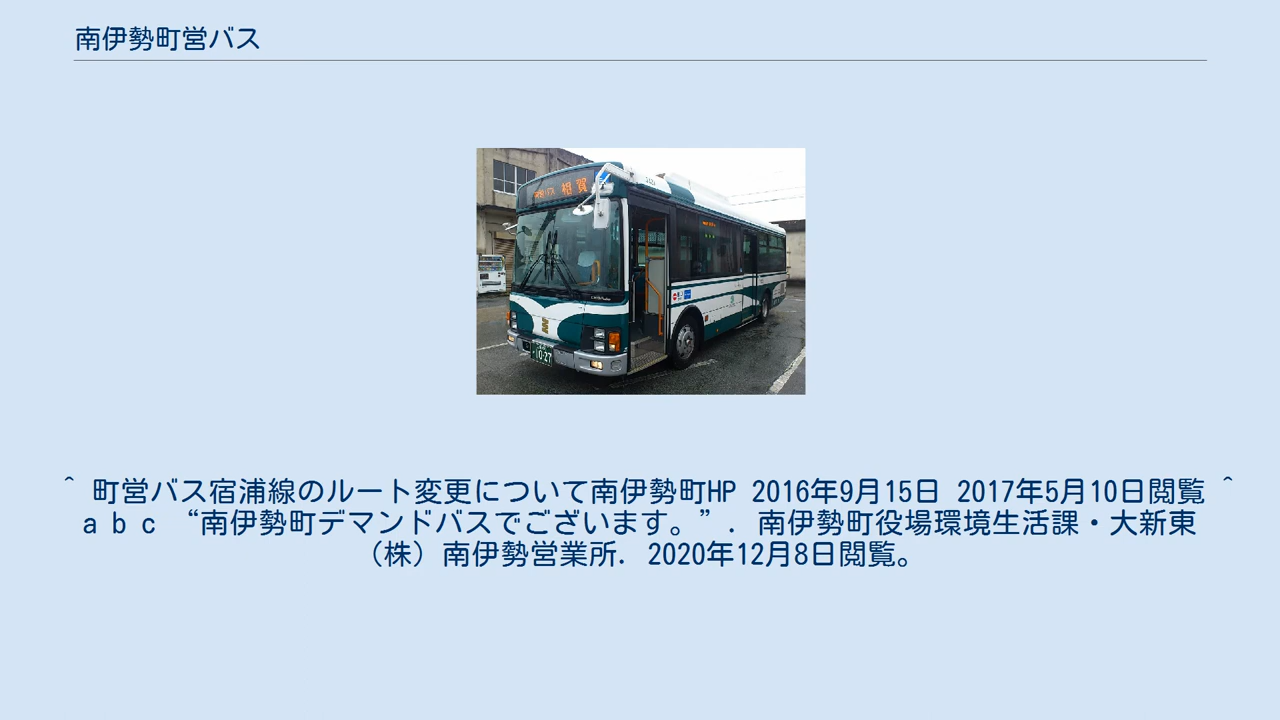 南伊勢町営バス
相賀
10-27
^ 町営バス宿浦線のルート変更について南伊勢町HP 2016年9月15日 2017年5月10日閲覧 ^
a b c “南伊勢町デマンドバスでございます。”. 南伊勢町役場環境生活課・大新東
（株）南伊勢営業所. 2020年12月8日閲覧。